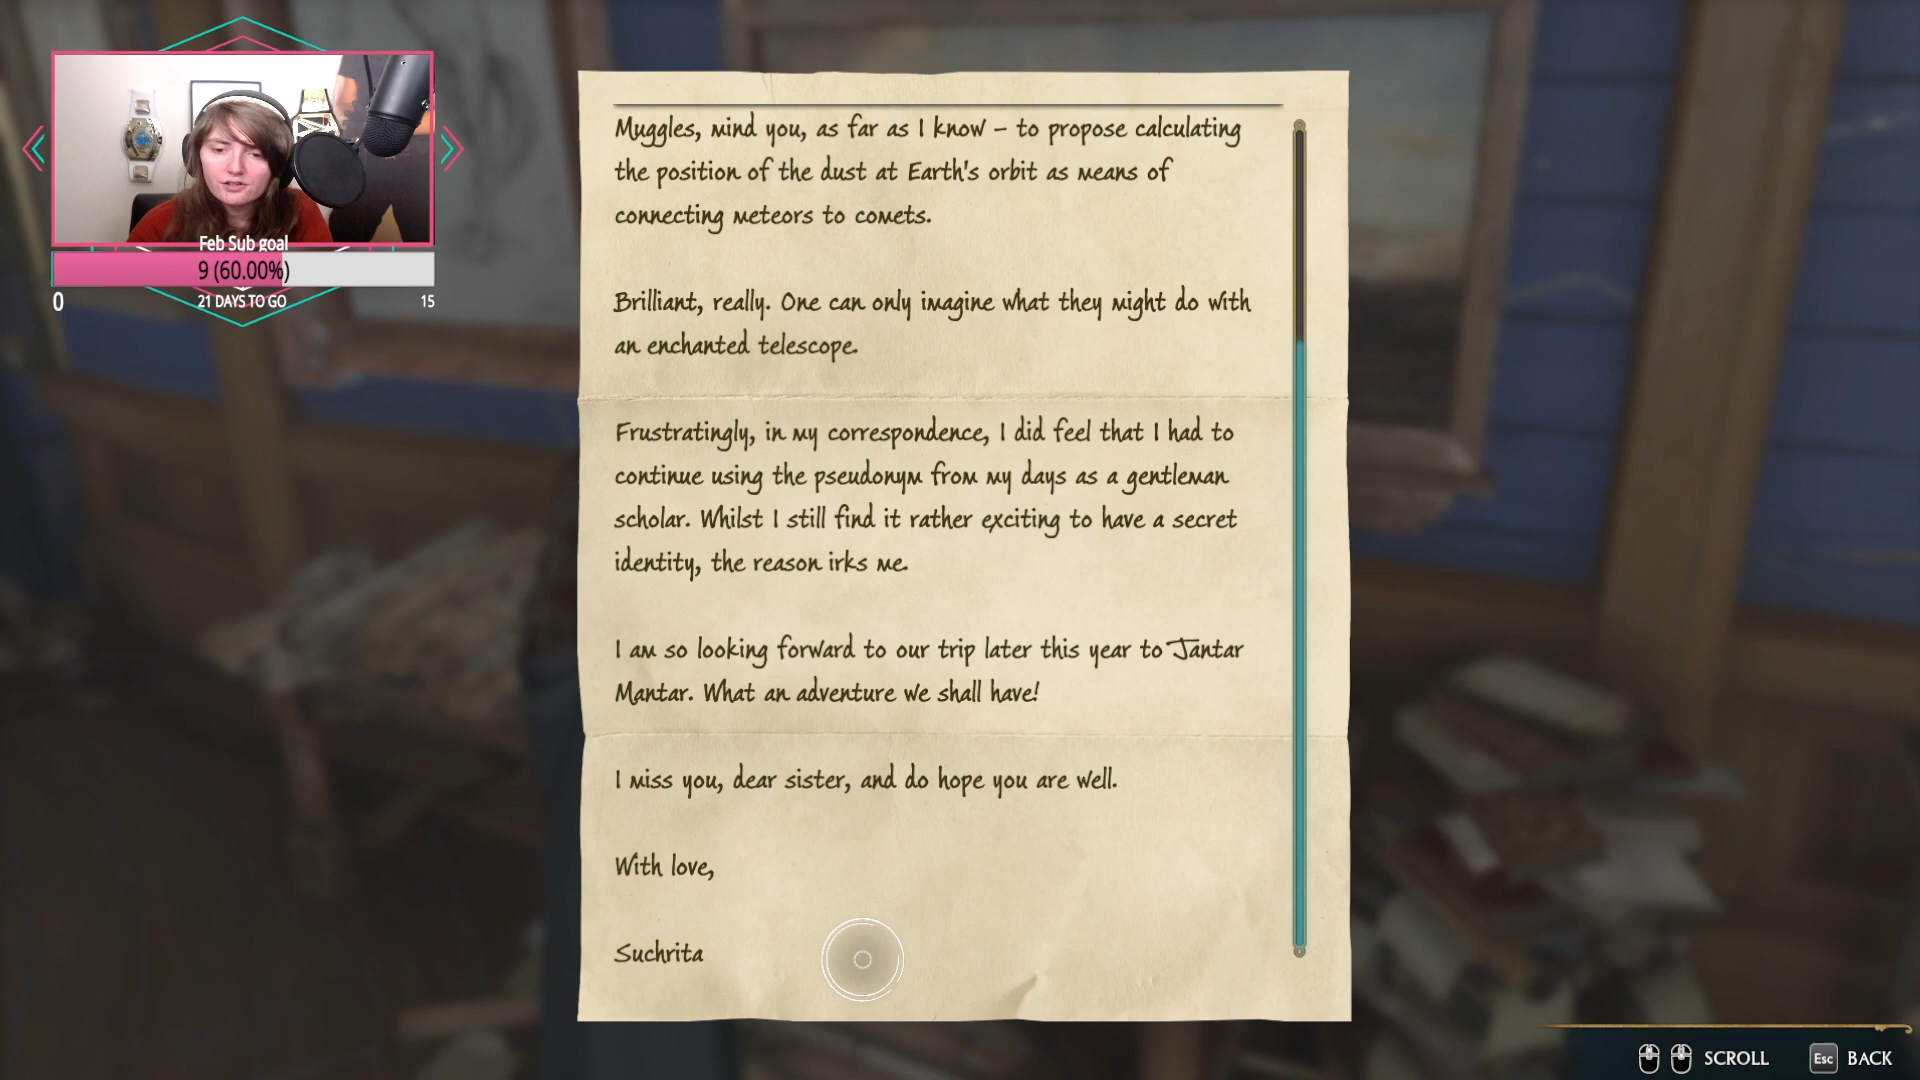 Feb Sub goal
9 (60.00%)
0
21 DAYS TO GO
15
Muggles, mind you, as far as I know – to propose calculating
the position of the dust at Earth's orbit as means of
connecting meteors to comets.
Brilliant, really. One can only imagine what they might do with
an enchanted telescope.
Frustratingly, in my correspondence, I did feel that I had to
continue using the pseudonym from my days as a gentleman
scholar. Whilst I still find it rather exciting to have a secret
identity, the reason irks me.
I am so looking forward to our trip later this year to Jantar
Mantar. What an adventure we shall have!
I miss you, dear sister, and do hope you are well.
With love,
Suchrita
SCROLL
Esc BACK